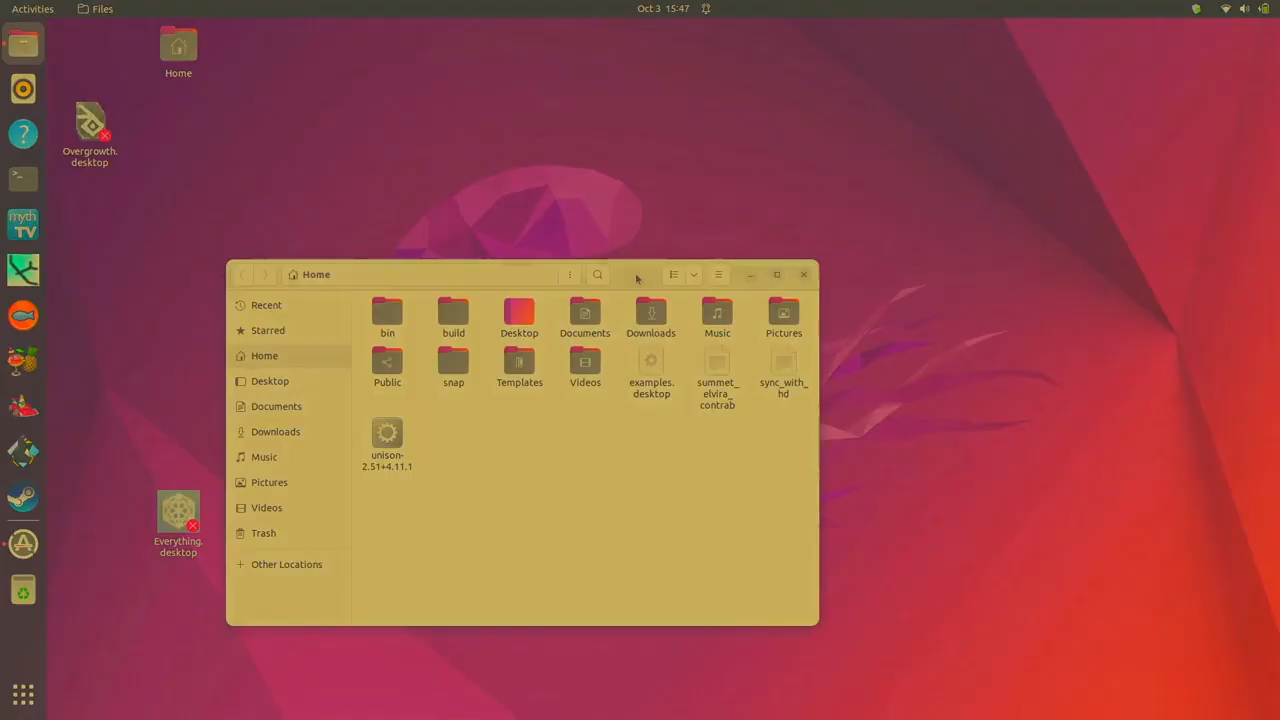 Activities
Files
Oct 3 15:47
Home
Overgrowth.
desktop
>_
myth
TV
Home
Recent
Starred
Home
Desktop
Documents
Downloads
Music
Pictures
Videos
Trash
+ Other Locations
bin
build
Desktop
Documents
Downloads
Music
Pictures
Public
snap
Templates
Videos
examples.
desktop
summet_
elvira_
contrab
sync_with_
hd
unison-
2.51+4.11.1
Everything.
desktop